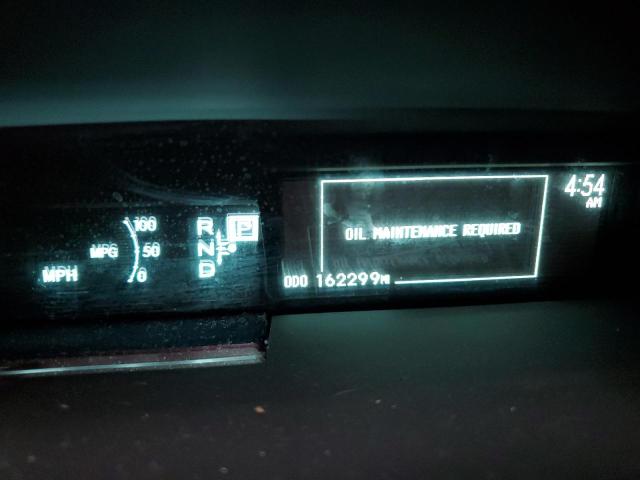 MPH
MPG
100
50
0
R
N
D
P
OIL MAINTENANCE REQUIRED
ODO 162299MI
4:54
AM